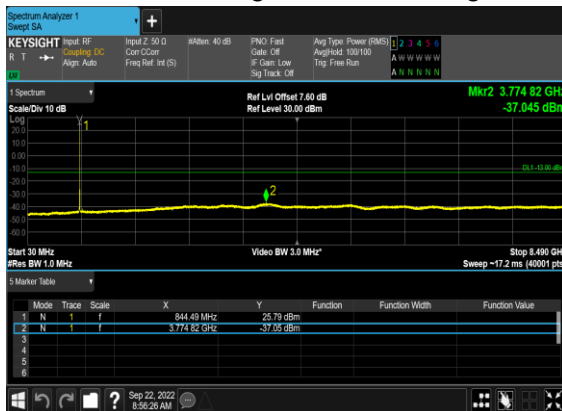 Spectrum Analyzer 1
Swept SA
KEYSIGHT
R T
Input: RF
Coupling: DC
Align: Auto
Input Z: 50 Ω
Corr CCorr
Freq Ref: Int (S)
#Atten: 40 dB
PNO: Fast
Gate: Off
IF Gain: Low
Sig Track: Off
Avg Type: Power (RMS)
Avg|Hold: 100/100
Trig: Free Run
1 2 3 4 5 6
A W W W W W
A N N N N N
1 Spectrum
Scale/Div 10 dB
Ref Lvl Offset 7.60 dB
Ref Level 30.00 dBm
Mkr2 3.774 82 GHz
-37.045 dBm
Log
20.0
10.0
0.00
-10.0
-20.0
-30.0
-40.0
-50.0
-60.0
1
2
DL1 -13.00 dBm
Start 30 MHz
#Res BW 1.0 MHz
Video BW 3.0 MHz*
Stop 8.490 GHz
Sweep ~17.2 ms (40001 pts)
5 Marker Table
Mode Trace Scale X Y Function Function Width Function Value
1 N 1 f 844.49 MHz 25.79 dBm
2 N 1 f 3.774 82 GHz -37.05 dBm
3
4
5
6
?
Sep 22, 2022
8:56:26 AM